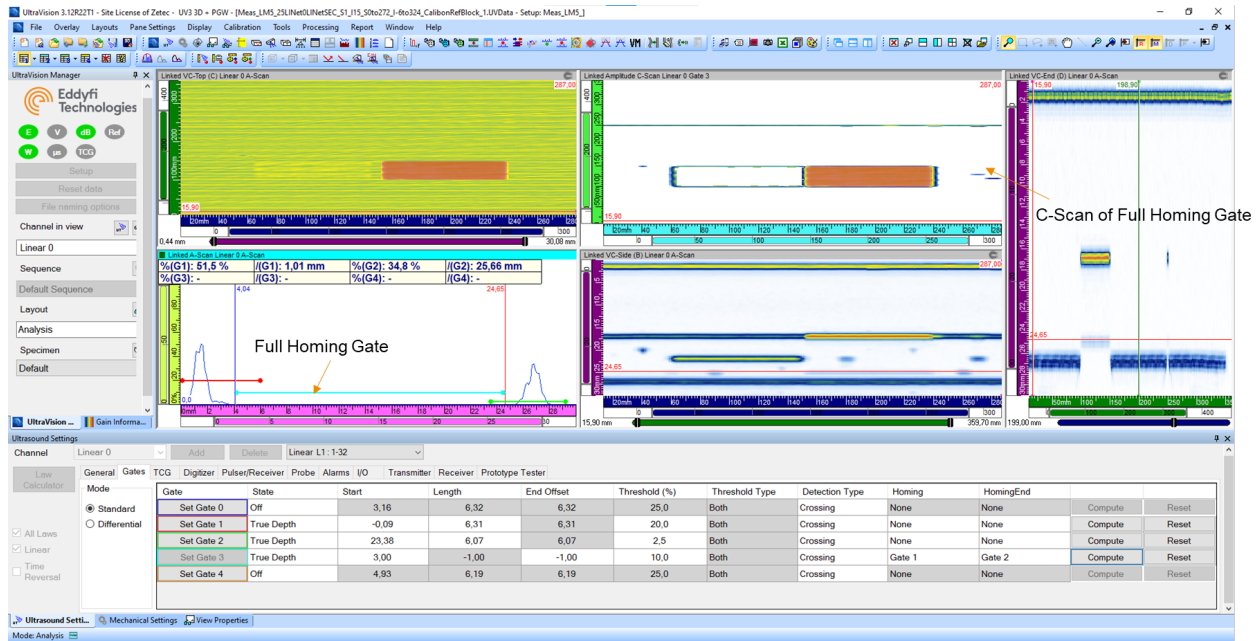 UltraVision 3.12R22T1 - Site License of Zetec - UV3 3D + PGW - [Meas_LM5_25LINet0LINetSEC_S1_I15_S0to272_I-6to324_CalibonRefBlock_1.UVData - Setup: Meas_LM5_]
File Overlay Layouts Pane Settings Display Calibration Tools Processing Report Window Help
UltraVision Manager
Eddyfi
Technologies
E V dB Ref
W µs TCG
Setup
Reset data
File naming options
Channel in view
Linear 0
Sequence
Default Sequence
Layout
Analysis
Specimen
Default
UltraVision ... Gain Informa...
Linked VC-Top (C) Linear 0 A-Scan
287,00
15,90
0,44 mm 30,08 mm
Linked Amplitude C-Scan Linear 0 Gate 3
287,00
15,90
0 50 100 150 200 250 300
Linked VC-End (D) Linear 0 A-Scan
15,90 198,90
24,65
199,00 mm
C-Scan of Full Homing Gate
Linked A-Scan Linear 0 A-Scan
%(G1): 51,5 % /(G1): 1,01 mm %(G2): 34,8 % /(G2): 25,66 mm
%(G3): - /(G3): - %(G4): - /(G4): -
4,04 24,65
Full Homing Gate
0,0
Linked VC-Side (B) Linear 0 A-Scan
287,00
24,65
15,90 mm 359,70 mm
Ultrasound Settings
Channel Linear 0 Add Delete Linear L1 : 1-32
Law
Calculator
All Laws
Linear
Time
Reversal
General Gates TCG Digitizer Pulser/Receiver Probe Alarms I/O Transmitter Receiver Prototype Tester
Mode
Standard
Differential
Gate State Start Length End Offset Threshold (%) Threshold Type Detection Type Homing HomingEnd
Set Gate 0 Off 3,16 6,32 6,32 25,0 Both Crossing None None Compute Reset
Set Gate 1 True Depth -0,09 6,31 6,31 20,0 Both Crossing None None Compute Reset
Set Gate 2 True Depth 23,38 6,07 6,07 2,5 Both Crossing None None Compute Reset
Set Gate 3 True Depth 3,00 -1,00 -1,00 10,0 Both Crossing Gate 1 Gate 2 Compute Reset
Set Gate 4 Off 4,93 6,19 6,19 25,0 Both Crossing None None Compute Reset
Ultrasound Setti... Mechanical Settings View Properties
Mode: Analysis